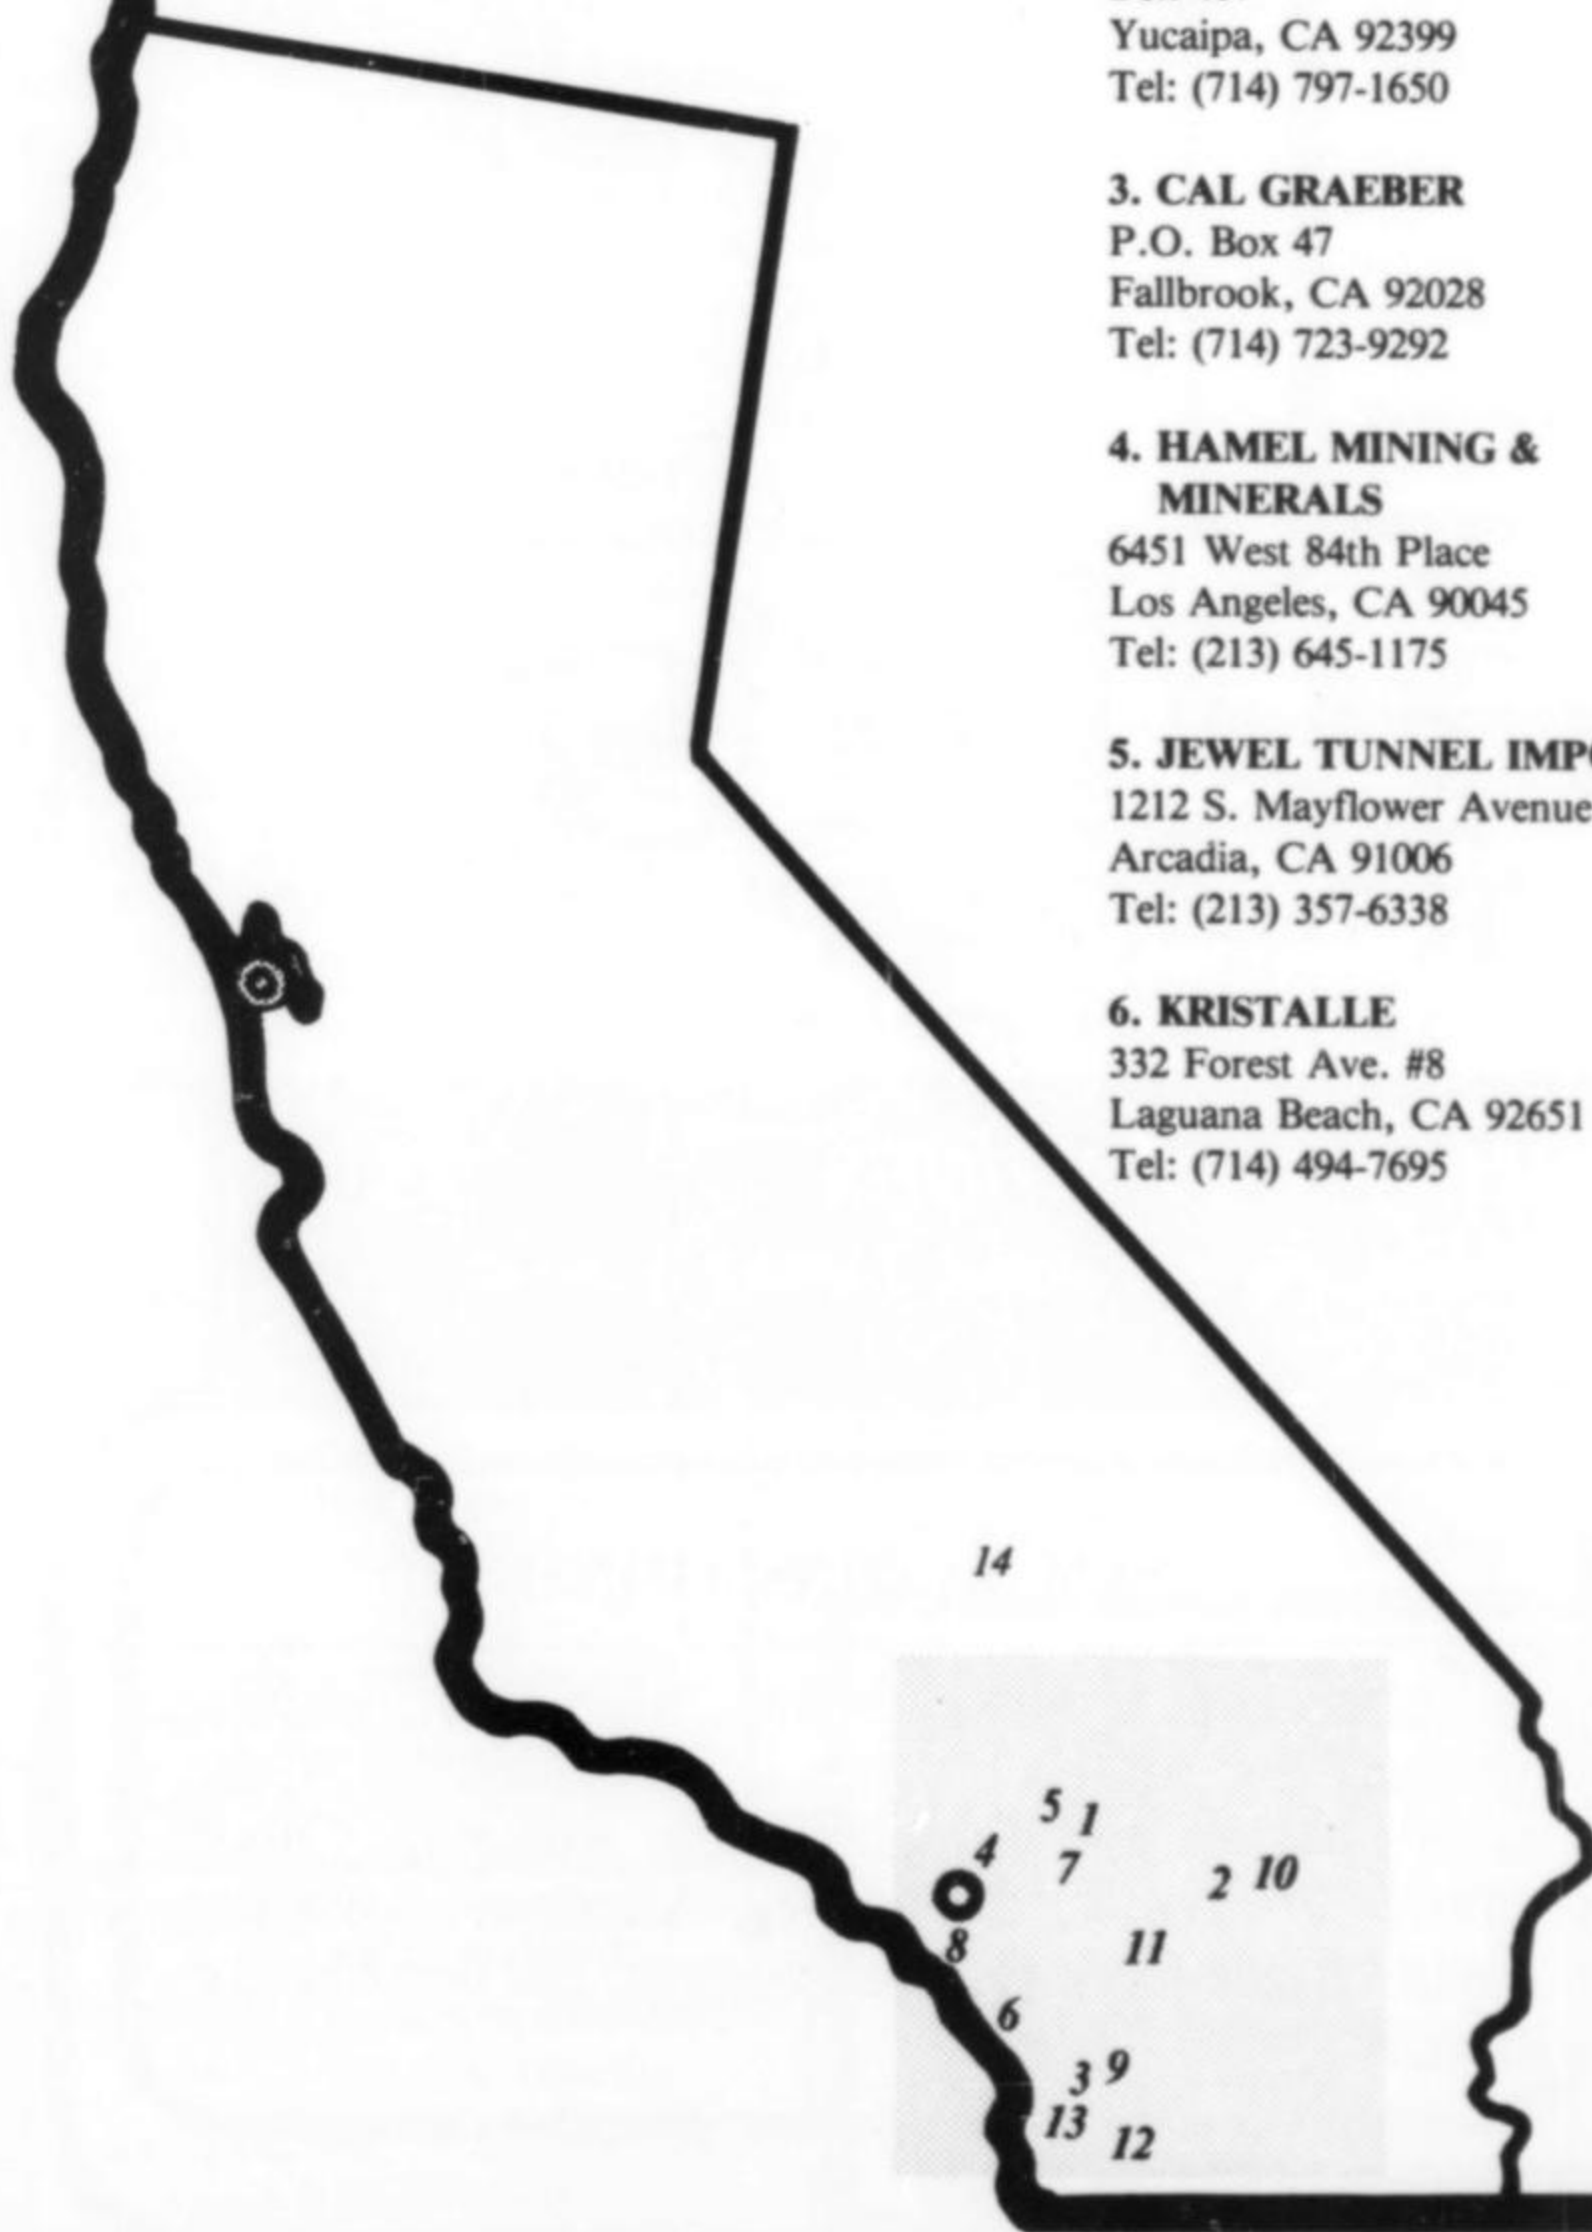 Yucaipa, CA 92399
Tel: (714) 797-1650
3. CAL GRAEBER
P.O. Box 47
Fallbrook, CA 92028
Tel: (714) 723-9292
4. HAMEL MINING &
MINERALS
6451 West 84th Place
Los Angeles, CA 90045
Tel: (213) 645-1175
5. JEWEL TUNNEL
1212 S. Mayflower Avenue
Arcadia, CA 91006
Tel: (213) 357-6338
6. KRISTALLE
332 Forest Ave. #8
Laguana Beach, CA 92651
Tel: (714) 494-7695
14
5 1
4 7
2 10
8 11
6
3 9
13 12